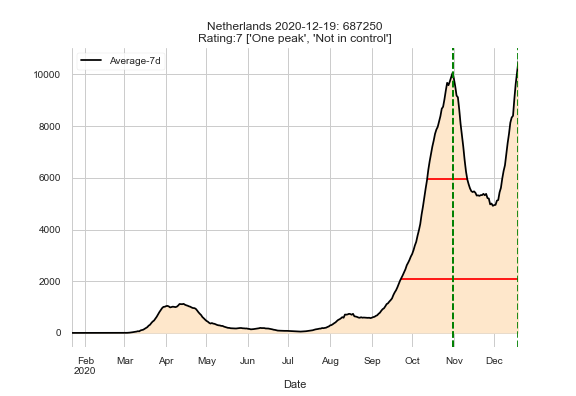 Netherlands 2020-12-19: 687250
Rating:7 ['One peak', 'Not in control']
Average-7d
10000
8000
6000
4000
2000
0
Feb Mar Apr May Jun Jul Aug Sep Oct Nov Dec
2020
Date